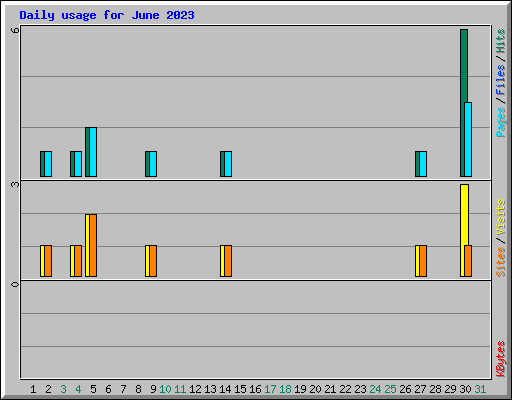 Daily usage for June 2023
6
3
0
Pages / Files / Hits
Sites / Visits
KBytes
1 2 3 4 5 6 7 8 9 10 11 12 13 14 15 16 17 18 19 20 21 22 23 24 25 26 27 28 29 30 31